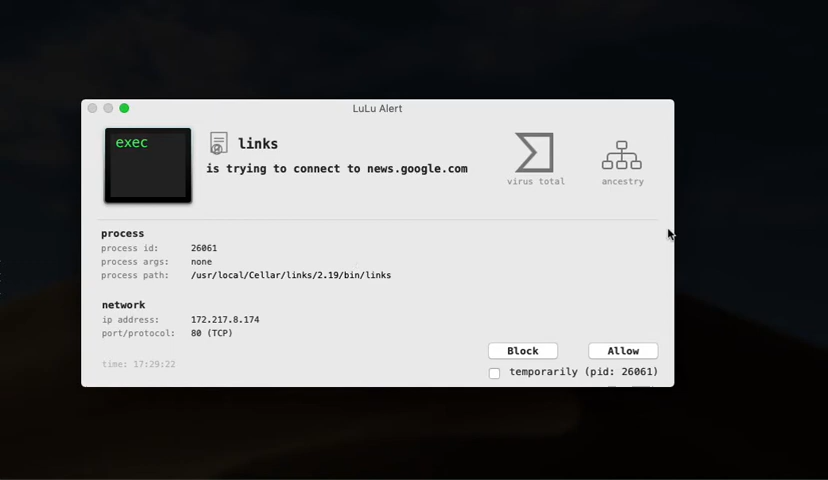 LuLu Alert
exec
links
is trying to connect to news.google.com
virus total
ancestry
process
process id: 26061
process args: none
process path: /usr/local/Cellar/links/2.19/bin/links
network
ip address: 172.217.8.174
port/protocol: 80 (TCP)
time: 17:29:22
Block
Allow
temporarily (pid: 26061)